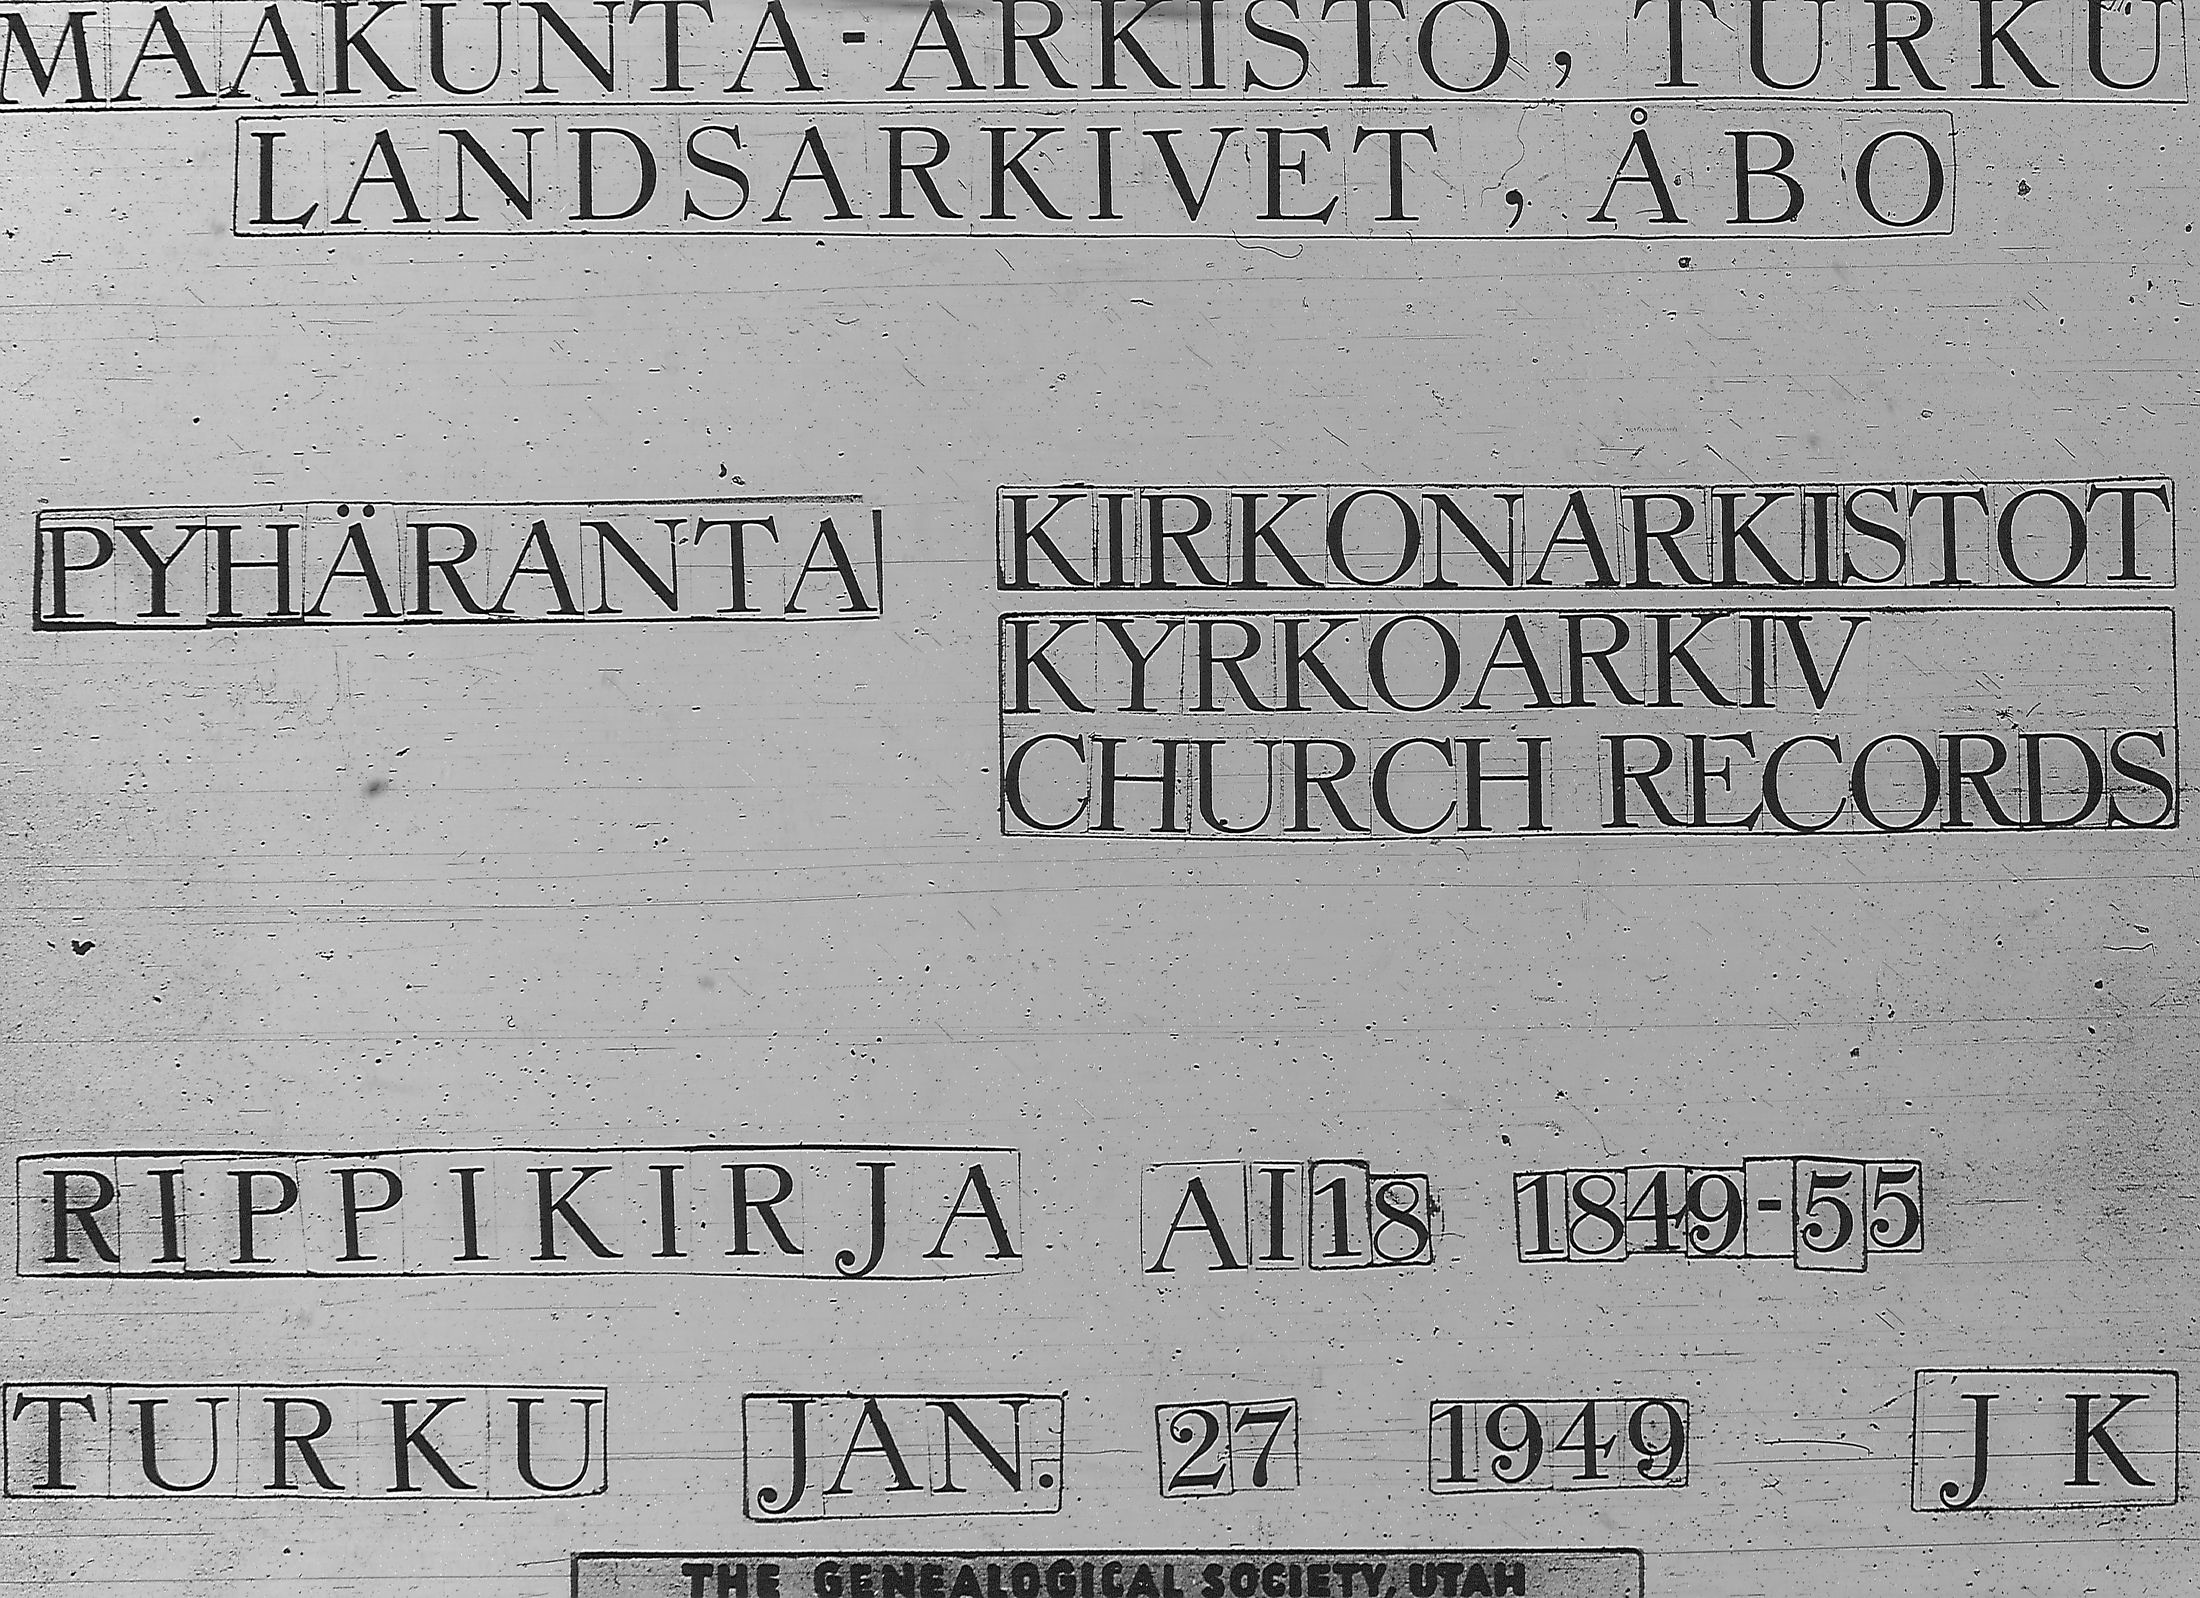 MAAKUNTA-ARKISTO, TURKU
LANDSARKIVET, ÅBO
PYHÄRANTA
KIRKONARKISTOT
KYRKOARKIV
CHURCH RECORDS
RIPPIKIRJA AI18 1849-55
TURKU JAN. 27 1949 J K
THE GENEALOGICAL SOCIETY, UTAH